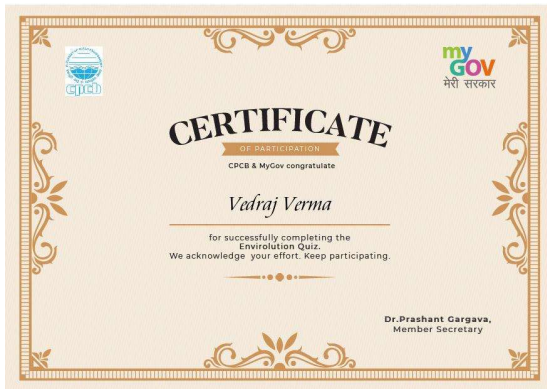 cpcb
my
GOV
मेरी सरकार
CERTIFICATE
OF PARTICIPATION
CPCB & MyGov congratulate
Vedraj Verma
for successfully completing the
Envirolution Quiz.
We acknowledge your effort. Keep participating.
Dr.Prashant Gargava,
Member Secretary